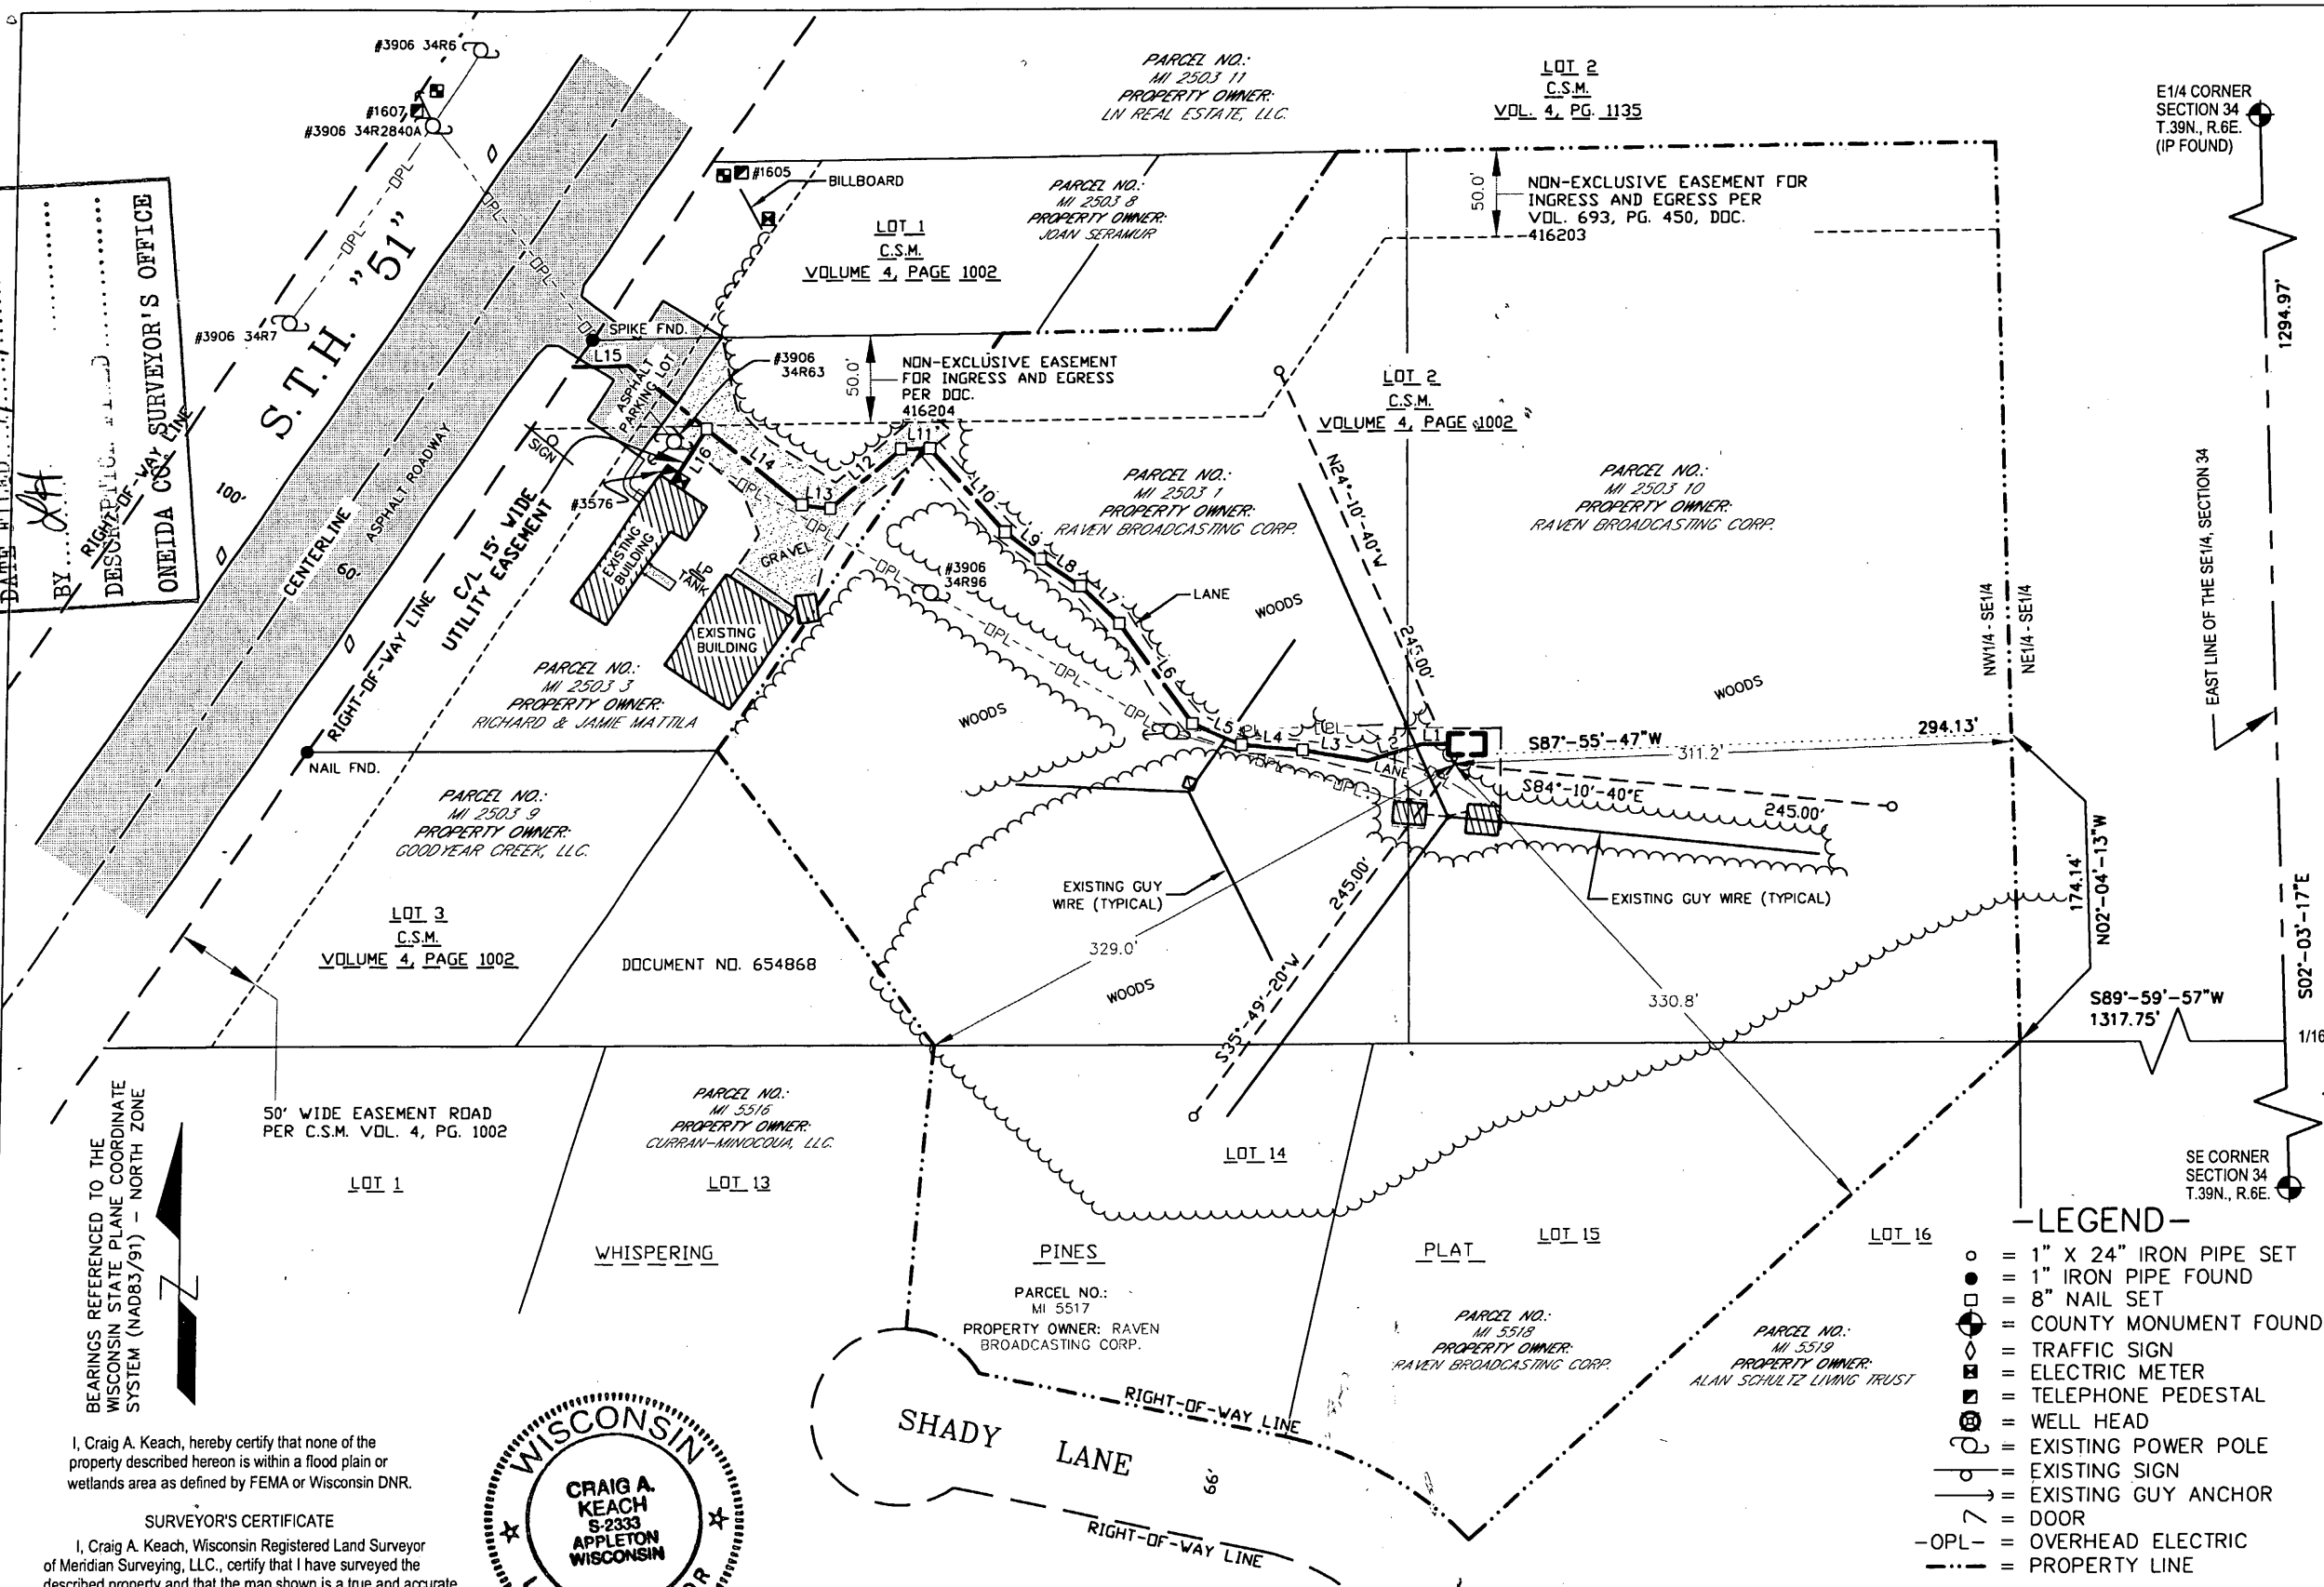 #3906 34R6
#1607
#3906 34R2840A
OPL
#3906 34R7
S.T.H. "51"
DATE
BY
ONEIDA CO. SURVEYOR'S OFFICE
RIGHT-OF-WAY LINE
100'
CENTERLINE
60'
ASPHALT ROADWAY
RIGHT-OF-WAY LINE
C/L 15' WIDE
UTILITY EASEMENT
PARCEL NO.:
MI 2503 11
PROPERTY OWNER:
LN REAL ESTATE, LLC.
LOT 2
C.S.M.
VOL. 4, PG. 1135
E1/4 CORNER
SECTION 34
T.39N., R.6E.
(IP FOUND)
#1605
BILLBOARD
LOT 1
C.S.M.
VOLUME 4, PAGE 1002
PARCEL NO.:
MI 2503 8
PROPERTY OWNER:
JOAN SERAMUR
50.0'
NON-EXCLUSIVE EASEMENT FOR
INGRESS AND EGRESS PER
VOL. 693, PG. 450, DOC.
416203
1294.97'
SPIKE FND.
L15
ASPHALT
PARKING LOT
#3906
34R63
50.0'
NON-EXCLUSIVE EASEMENT
FOR INGRESS AND EGRESS
PER DOC.
416204
LOT 2
C.S.M.
VOLUME 4, PAGE 1002
SIGN
L16
L14
L13
L12
L11
L10
L9
L8
L7
L6
L5
L4
L3
L2
L1
#3576
EXISTING
BUILDING
GRAVEL
LP
TANK
EXISTING
BUILDING
#3906
34R96
LANE
WOODS
PARCEL NO.:
MI 2503 1
PROPERTY OWNER:
RAVEN BROADCASTING CORP.
N24°-10'-40"W
245.00'
PARCEL NO.:
MI 2503 10
PROPERTY OWNER:
RAVEN BROADCASTING CORP.
WOODS
NW1/4 - SE1/4
NE1/4 - SE1/4
EAST LINE OF THE SE1/4, SECTION 34
PARCEL NO.:
MI 2503 3
PROPERTY OWNER:
RICHARD & JAMIE MATTILA
WOODS
NAIL FND.
S87°-55'-47"W
294.13'
311.2'
LANE
S84°-10'-40"E
245.00'
PARCEL NO.:
MI 2503 9
PROPERTY OWNER:
GOODYEAR CREEK, LLC.
EXISTING GUY
WIRE (TYPICAL)
EXISTING GUY WIRE (TYPICAL)
174.14'
N02°-04'-13"W
S02°-03'-17"E
LOT 3
C.S.M.
VOLUME 4, PAGE 1002
DOCUMENT NO. 654868
329.0'
WOODS
245.00'
S35°-49'-20"W
330.8'
S89°-59'-57"W
1317.75'
1/16
50' WIDE EASEMENT ROAD
PER C.S.M. VOL. 4, PG. 1002
PARCEL NO.:
MI 5516
PROPERTY OWNER:
CURRAN-MINOCQUA, LLC.
LOT 1
LOT 13
LOT 14
LOT 15
LOT 16
SE CORNER
SECTION 34
T.39N., R.6E.
WHISPERING PINES PLAT
PARCEL NO.:
MI 5517
PROPERTY OWNER: RAVEN
BROADCASTING CORP.
PARCEL NO.:
MI 5518
PROPERTY OWNER:
RAVEN BROADCASTING CORP.
PARCEL NO.:
MI 5519
PROPERTY OWNER:
ALAN SCHULTZ LIVING TRUST
BEARINGS REFERENCED TO THE
WISCONSIN STATE PLANE COORDINATE
SYSTEM (NAD83/91) - NORTH ZONE
RIGHT-OF-WAY LINE
SHADY LANE
66'
RIGHT-OF-WAY LINE
-LEGEND-
= 1" X 24" IRON PIPE SET
= 1" IRON PIPE FOUND
= 8" NAIL SET
= COUNTY MONUMENT FOUND
= TRAFFIC SIGN
= ELECTRIC METER
= TELEPHONE PEDESTAL
= WELL HEAD
= EXISTING POWER POLE
= EXISTING SIGN
= EXISTING GUY ANCHOR
= DOOR
-OPL- = OVERHEAD ELECTRIC
= PROPERTY LINE
I, Craig A. Keach, hereby certify that none of the
property described hereon is within a flood plain or
wetlands area as defined by FEMA or Wisconsin DNR.
SURVEYOR'S CERTIFICATE
I, Craig A. Keach, Wisconsin Registered Land Surveyor
of Meridian Surveying, LLC., certify that I have surveyed the
described property and that the map shown is a true and accurate
WISCONSIN
CRAIG A.
KEACH
S-2333
APPLETON
WISCONSIN